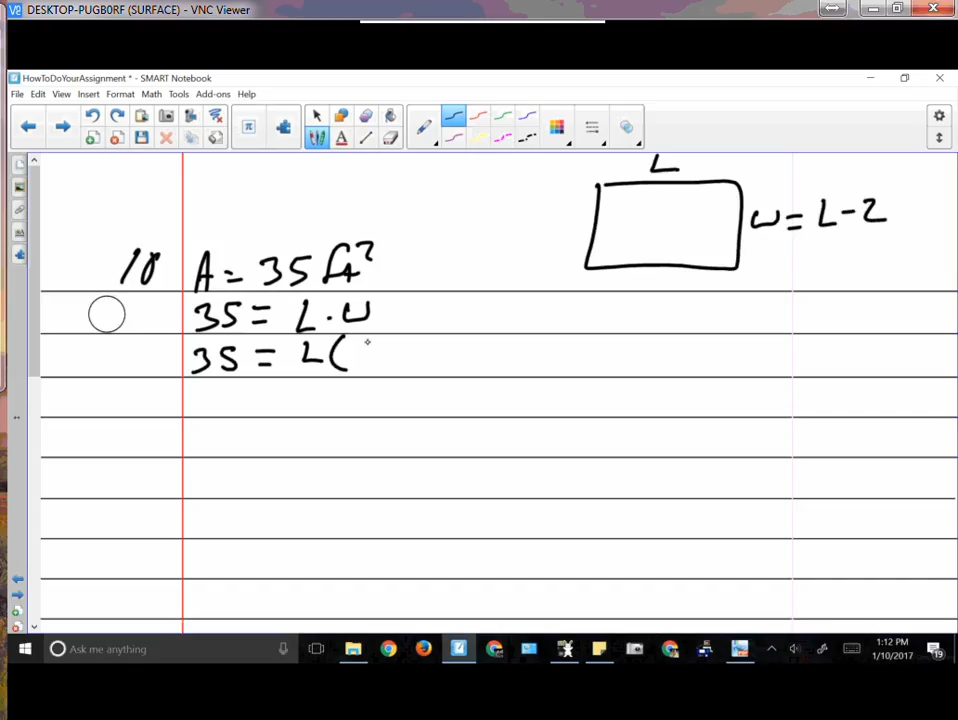 DESKTOP-PUGB0RF (SURFACE) - VNC Viewer
HowToDoYourAssignment * - SMART Notebook
File Edit View Insert Format Math Tools Add-ons Help
L
w = L - 2
18 A = 35 ft²
35 = L · w
35 = L (
Ask me anything
1:12 PM
1/10/2017
19